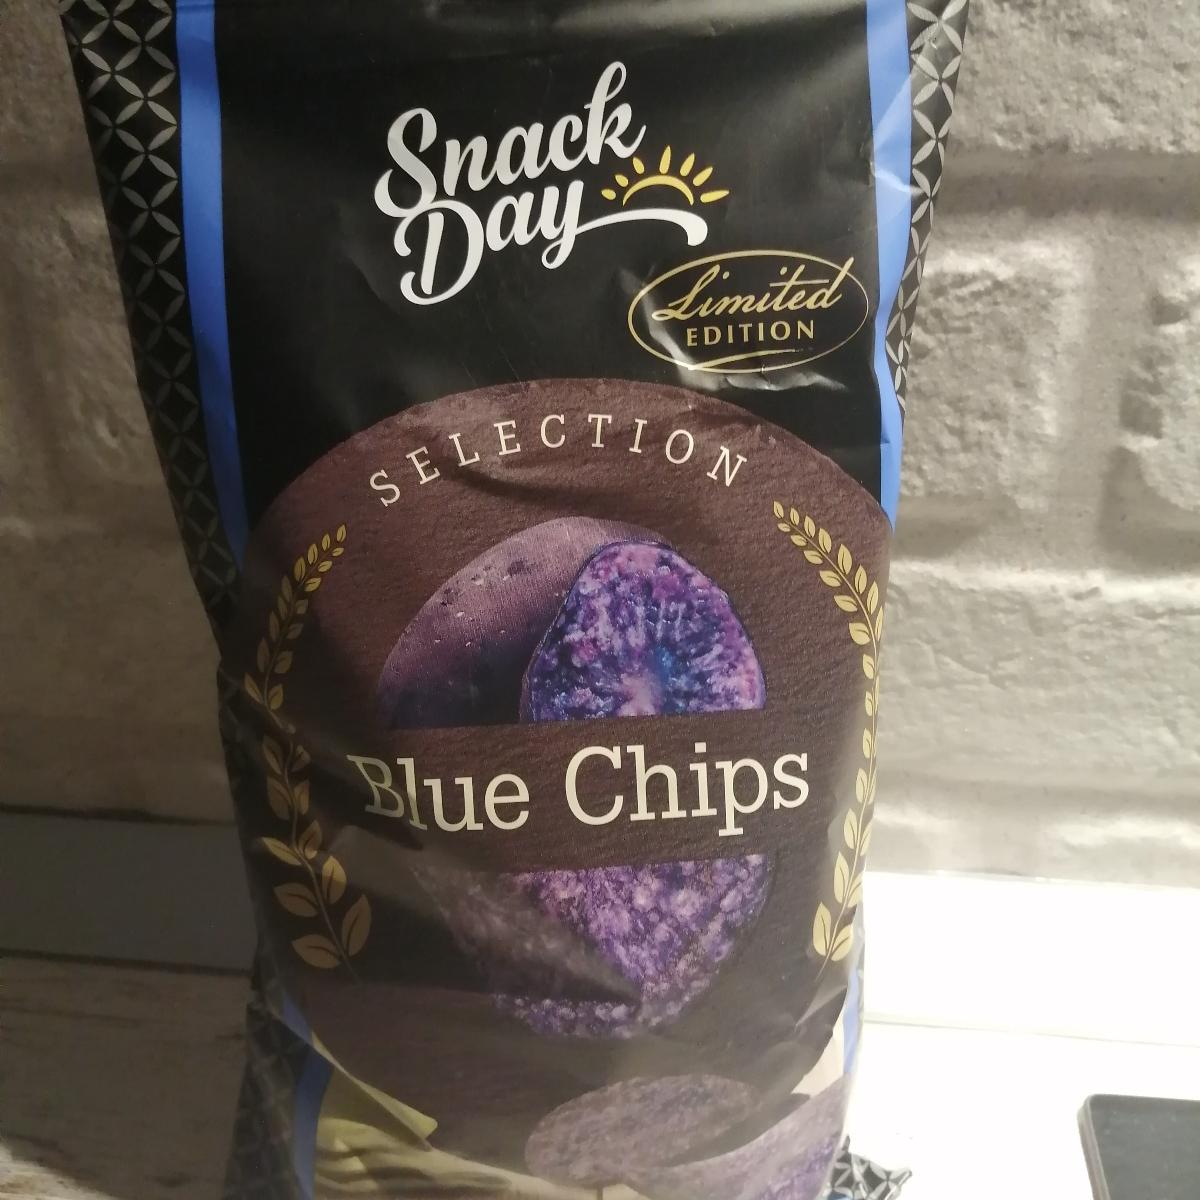 Snack
Day
Limited
EDITION
SELECTION
Blue Chips